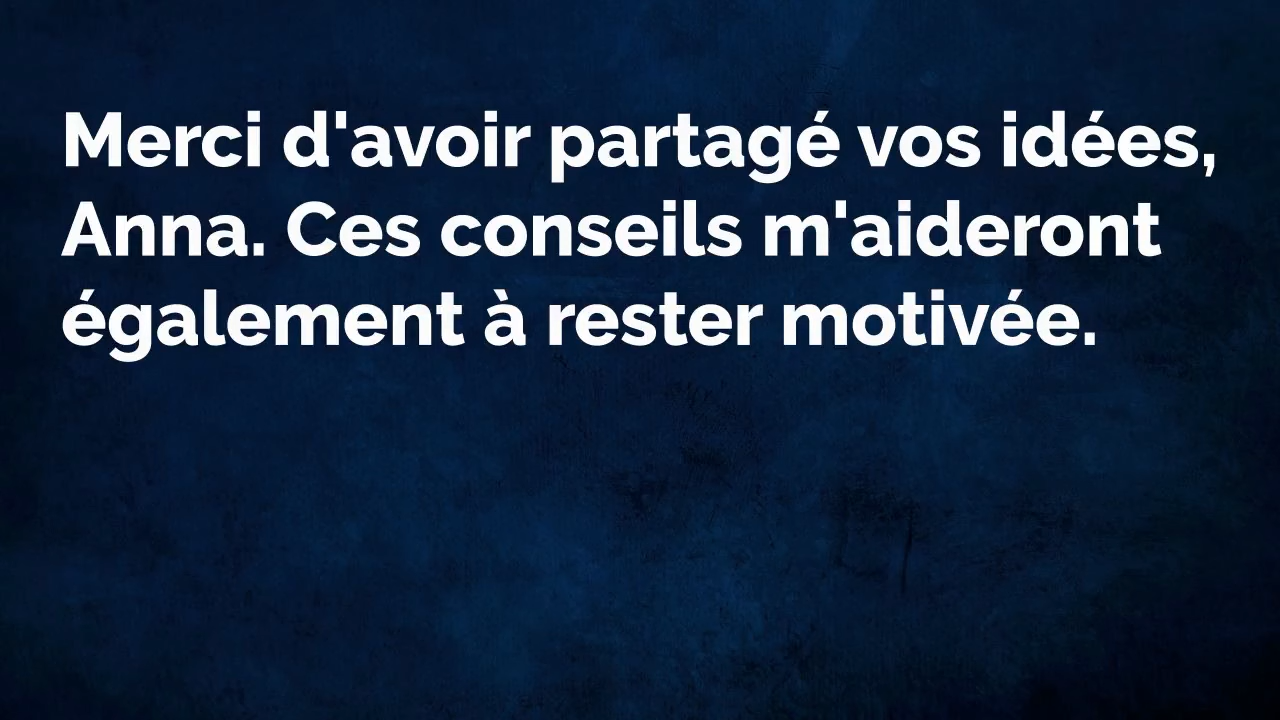 Merci d'avoir partagé vos idées,
Anna. Ces conseils m'aideront
également à rester motivée.